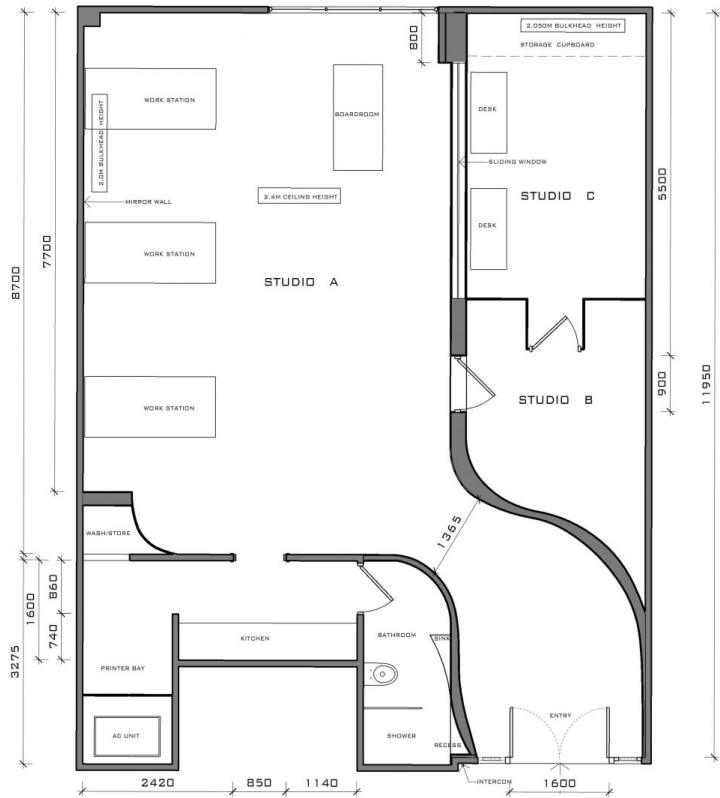 2.050M BULKHEAD HEIGHT
STORAGE CUPBOARD
800
WORK STATION
BOARDROOM
DESK
2.0M BULKHEAD HEIGHT
SLIDING WINDOW
MIRROR WALL
2.4M CEILING HEIGHT
STUDIO C
5500
DESK
7700
8700
WORK STATION
STUDIO A
11950
900
STUDIO B
WORK STATION
WASH/STORE
1365
860
1600
740
3275
KITCHEN
BATHROOM
SINK
PRINTER BAY
AC UNIT
SHOWER
RECESS
ENTRY
INTERCOM
2420
850
1140
1600